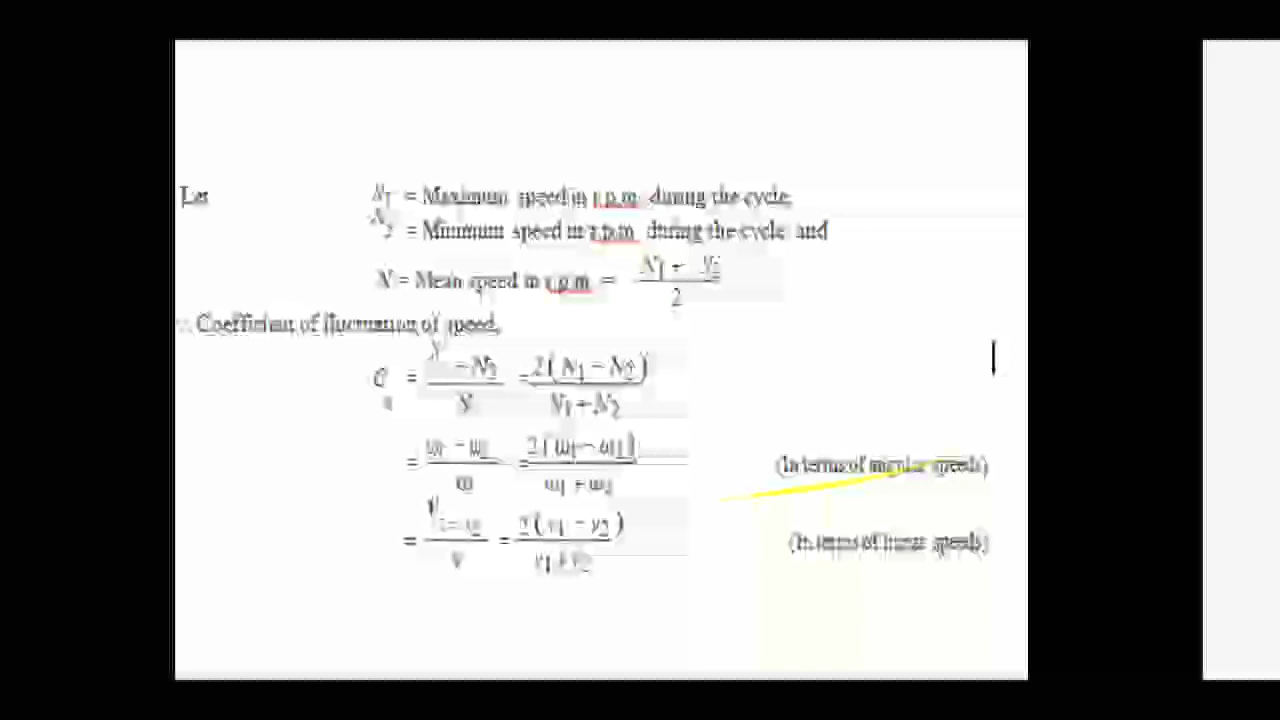 Let N1 = Maximum speed in r.p.m. during the cycle,
N2 = Minimum speed in r.p.m. during the cycle, and
N = Mean speed in r.p.m. = (N1 + N2) / 2
∴ Coefficient of fluctuation of speed,
Cs = (N1 − N2) / N = 2(N1 − N2) / (N1 + N2)
= (ω1 − ω2) / ω = 2(ω1 − ω2) / (ω1 + ω2) (In terms of angular speeds)
= (v1 − v2) / v = 2(v1 − v2) / (v1 + v2) (In terms of linear speeds)